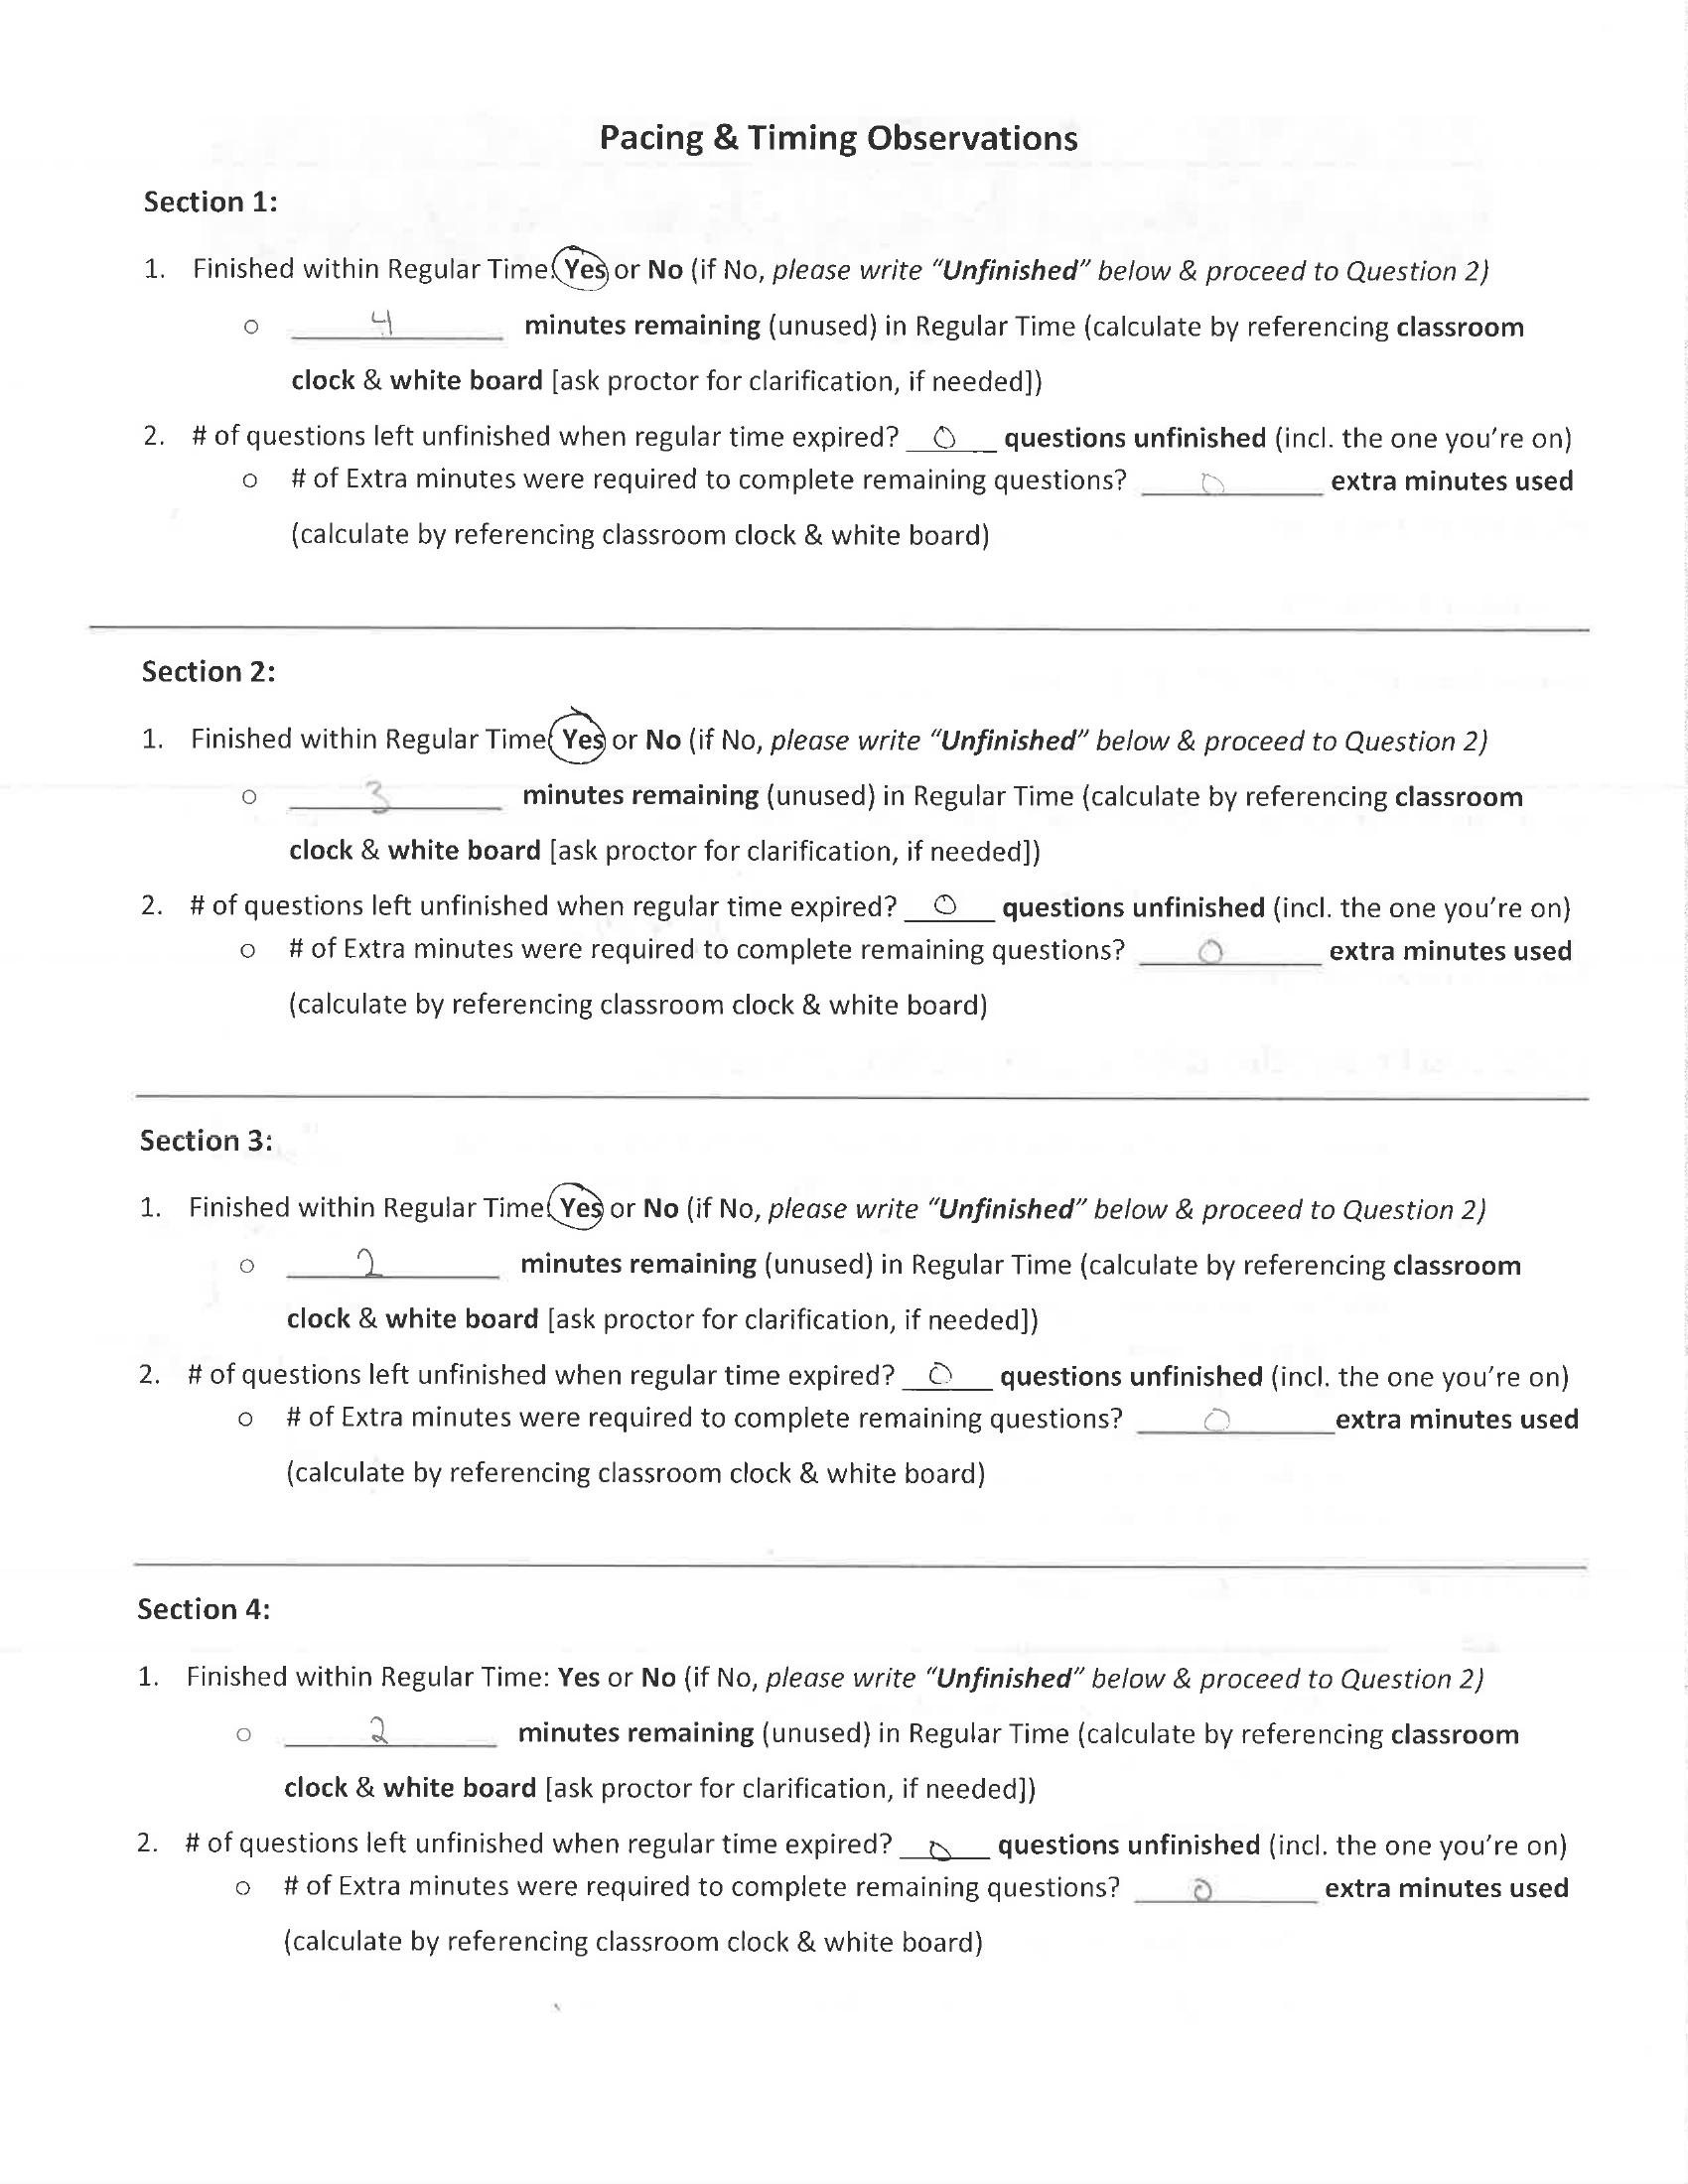 Pacing & Timing Observations
Section 1:
1. Finished within Regular Time: Yes or No (if No, please write "Unfinished" below & proceed to Question 2)
o 4 minutes remaining (unused) in Regular Time (calculate by referencing classroom
clock & white board [ask proctor for clarification, if needed])
2. # of questions left unfinished when regular time expired? 0 questions unfinished (incl. the one you're on)
o # of Extra minutes were required to complete remaining questions? 0 extra minutes used
(calculate by referencing classroom clock & white board)
Section 2:
1. Finished within Regular Time: Yes or No (if No, please write "Unfinished" below & proceed to Question 2)
o 3 minutes remaining (unused) in Regular Time (calculate by referencing classroom
clock & white board [ask proctor for clarification, if needed])
2. # of questions left unfinished when regular time expired? 0 questions unfinished (incl. the one you're on)
o # of Extra minutes were required to complete remaining questions? 0 extra minutes used
(calculate by referencing classroom clock & white board)
Section 3:
1. Finished within Regular Time: Yes or No (if No, please write "Unfinished" below & proceed to Question 2)
o 2 minutes remaining (unused) in Regular Time (calculate by referencing classroom
clock & white board [ask proctor for clarification, if needed])
2. # of questions left unfinished when regular time expired? 0 questions unfinished (incl. the one you're on)
o # of Extra minutes were required to complete remaining questions? 0 extra minutes used
(calculate by referencing classroom clock & white board)
Section 4:
1. Finished within Regular Time: Yes or No (if No, please write "Unfinished" below & proceed to Question 2)
o 2 minutes remaining (unused) in Regular Time (calculate by referencing classroom
clock & white board [ask proctor for clarification, if needed])
2. # of questions left unfinished when regular time expired? 0 questions unfinished (incl. the one you're on)
o # of Extra minutes were required to complete remaining questions? 0 extra minutes used
(calculate by referencing classroom clock & white board)